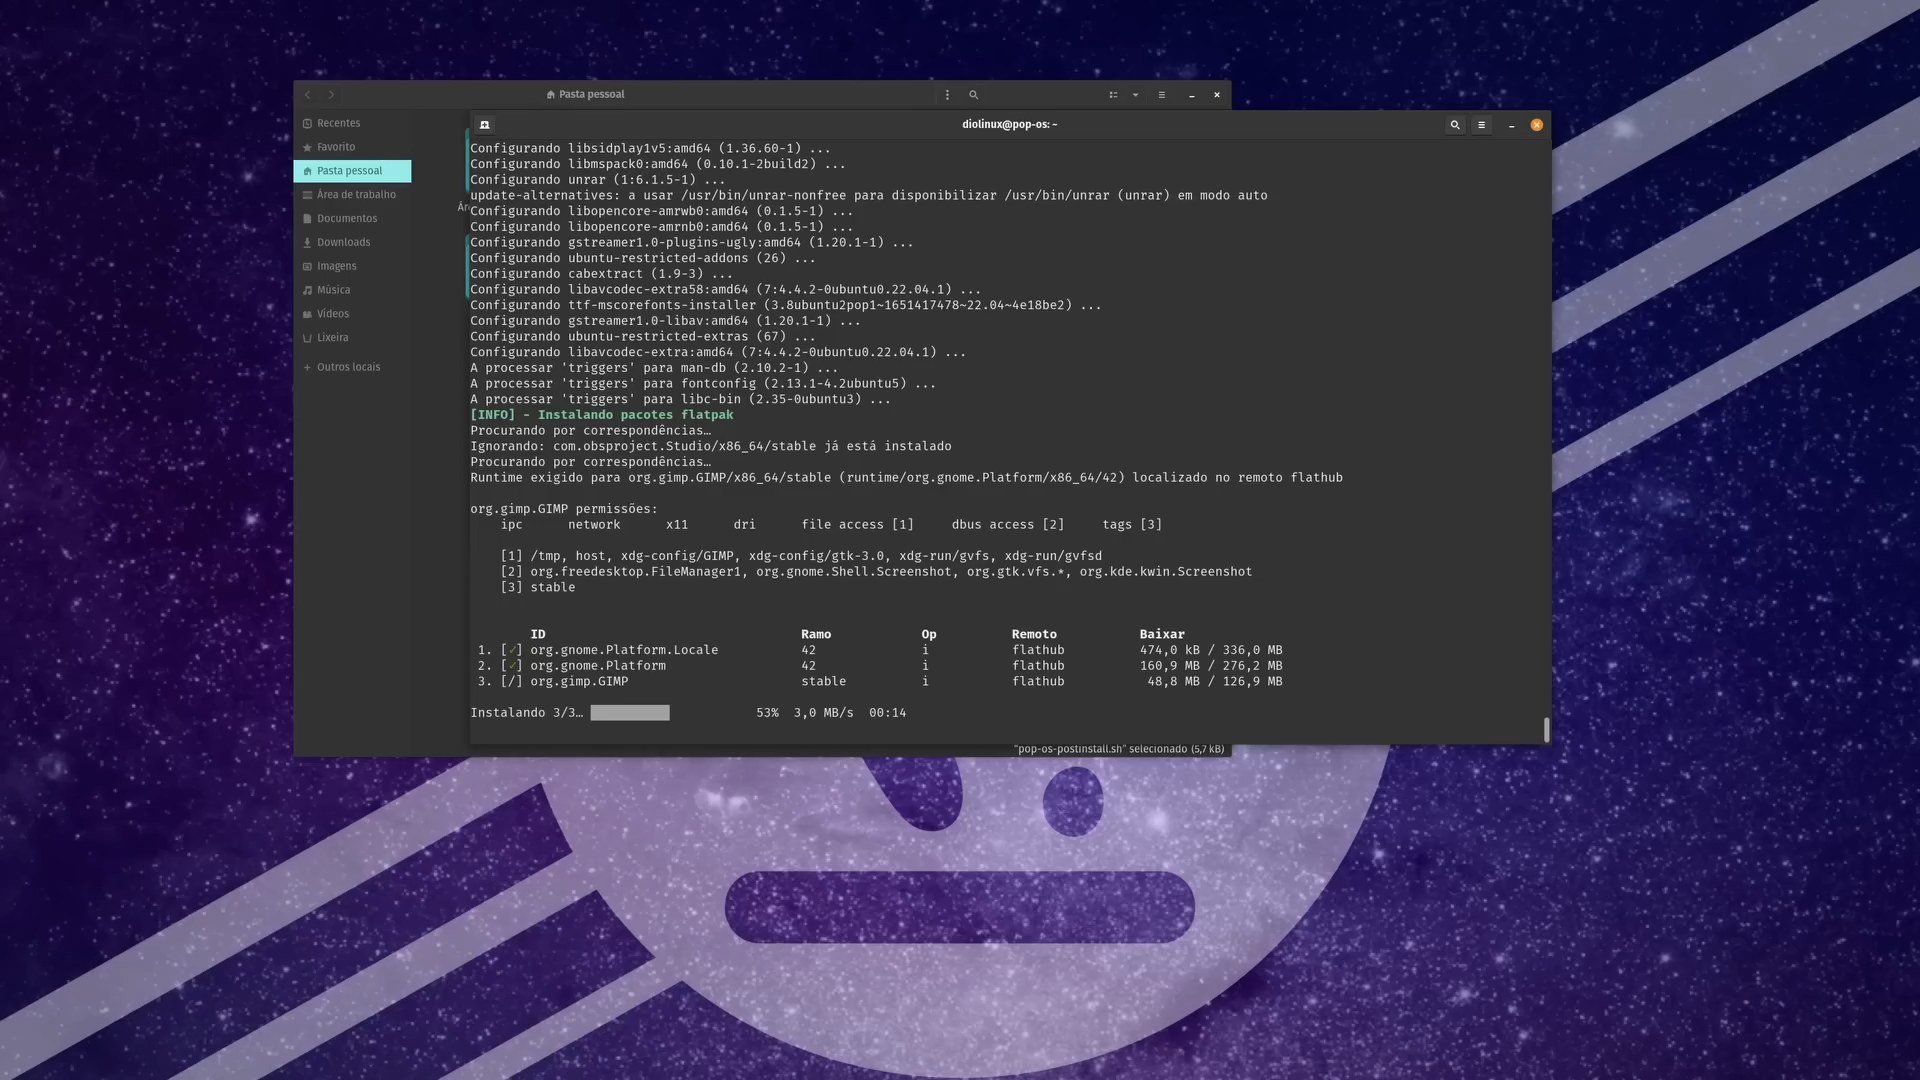 Pasta pessoal
Recentes
Favorito
Pasta pessoal
Área de trabalho
Documentos
Downloads
Imagens
Música
Vídeos
Lixeira
Outros locais
diolinux@pop-os: ~
Configurando libsidplay1v5:amd64 (1.36.60-1) ...
Configurando libmspack0:amd64 (0.10.1-2build2) ...
Configurando unrar (1:6.1.5-1) ...
update-alternatives: a usar /usr/bin/unrar-nonfree para disponibilizar /usr/bin/unrar (unrar) em modo auto
Configurando libopencore-amrwb0:amd64 (0.1.5-1) ...
Configurando libopencore-amrnb0:amd64 (0.1.5-1) ...
Configurando gstreamer1.0-plugins-ugly:amd64 (1.20.1-1) ...
Configurando ubuntu-restricted-addons (26) ...
Configurando cabextract (1.9-3) ...
Configurando libavcodec-extra58:amd64 (7:4.4.2-0ubuntu0.22.04.1) ...
Configurando ttf-mscorefonts-installer (3.8ubuntu2pop1~1651417478~22.04~4e18be2) ...
Configurando gstreamer1.0-libav:amd64 (1.20.1-1) ...
Configurando ubuntu-restricted-extras (67) ...
Configurando libavcodec-extra:amd64 (7:4.4.2-0ubuntu0.22.04.1) ...
A processar 'triggers' para man-db (2.10.2-1) ...
A processar 'triggers' para fontconfig (2.13.1-4.2ubuntu5) ...
A processar 'triggers' para libc-bin (2.35-0ubuntu3) ...
[INFO] - Instalando pacotes flatpak
Procurando por correspondências…
Ignorando: com.obsproject.Studio/x86_64/stable já está instalado
Procurando por correspondências…
Runtime exigido para org.gimp.GIMP/x86_64/stable (runtime/org.gnome.Platform/x86_64/42) localizado no remoto flathub
org.gimp.GIMP permissões:
ipc network x11 dri file access [1] dbus access [2] tags [3]
[1] /tmp, host, xdg-config/GIMP, xdg-config/gtk-3.0, xdg-run/gvfs, xdg-run/gvfsd
[2] org.freedesktop.FileManager1, org.gnome.Shell.Screenshot, org.gtk.vfs.*, org.kde.kwin.Screenshot
[3] stable
ID Ramo Op Remoto Baixar
1. [✓] org.gnome.Platform.Locale 42 i flathub 474,0 kB / 336,0 MB
2. [✓] org.gnome.Platform 42 i flathub 160,9 MB / 276,2 MB
3. [/] org.gimp.GIMP stable i flathub 48,8 MB / 126,9 MB
Instalando 3/3… 53% 3,0 MB/s 00:14
"pop-os-postinstall.sh" selecionado (5,7 kB)